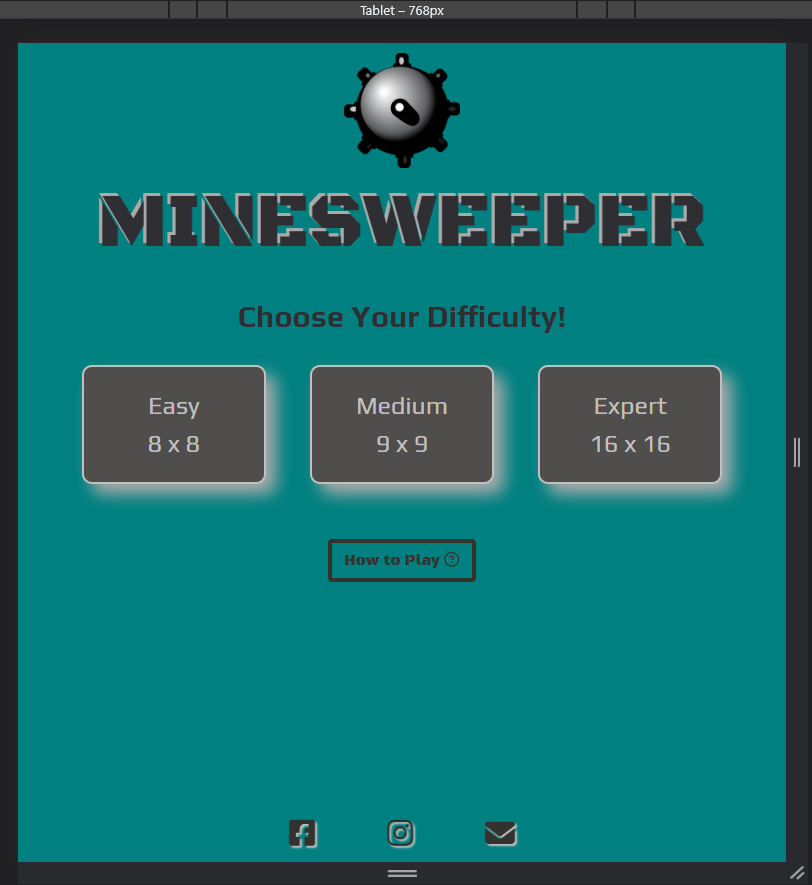 Tablet – 768px
MINESWEEPER
Choose Your Difficulty!
Easy
8 x 8
Medium
9 x 9
Expert
16 x 16
How to Play ?